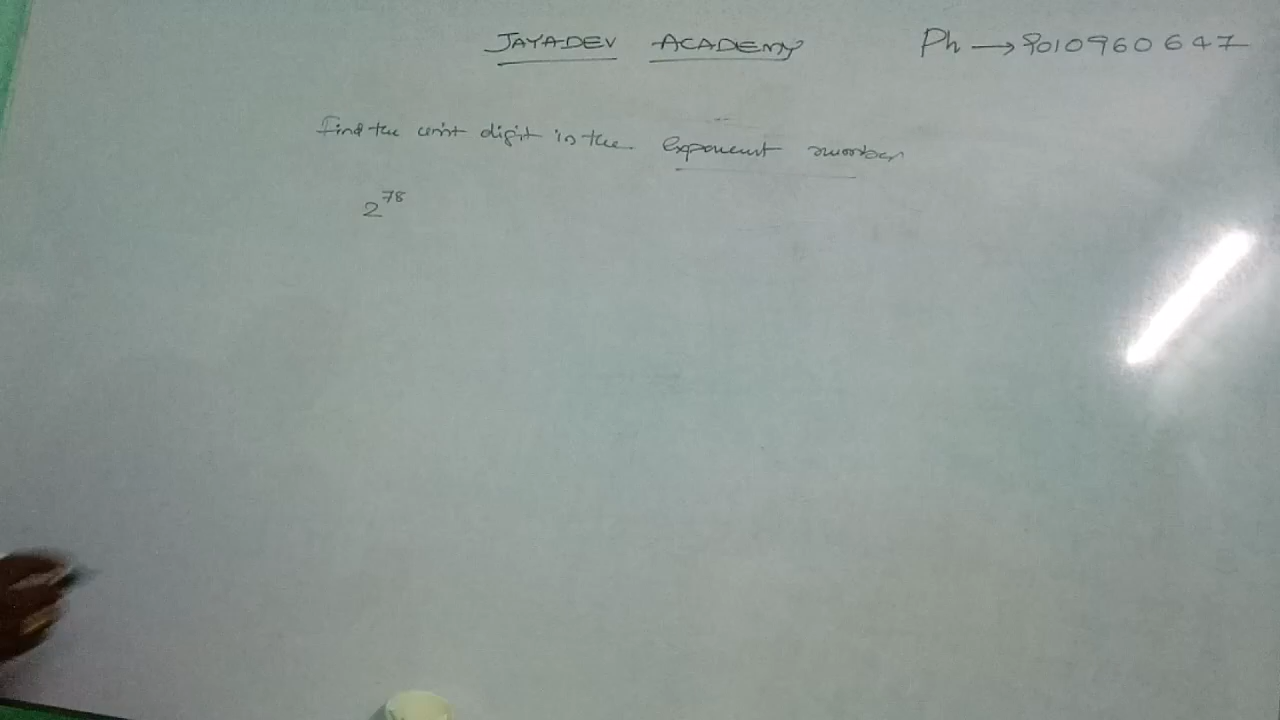 JAYADEV ACADEMY Ph → 9010960647
Find the unit digit in the exponent number
2^78